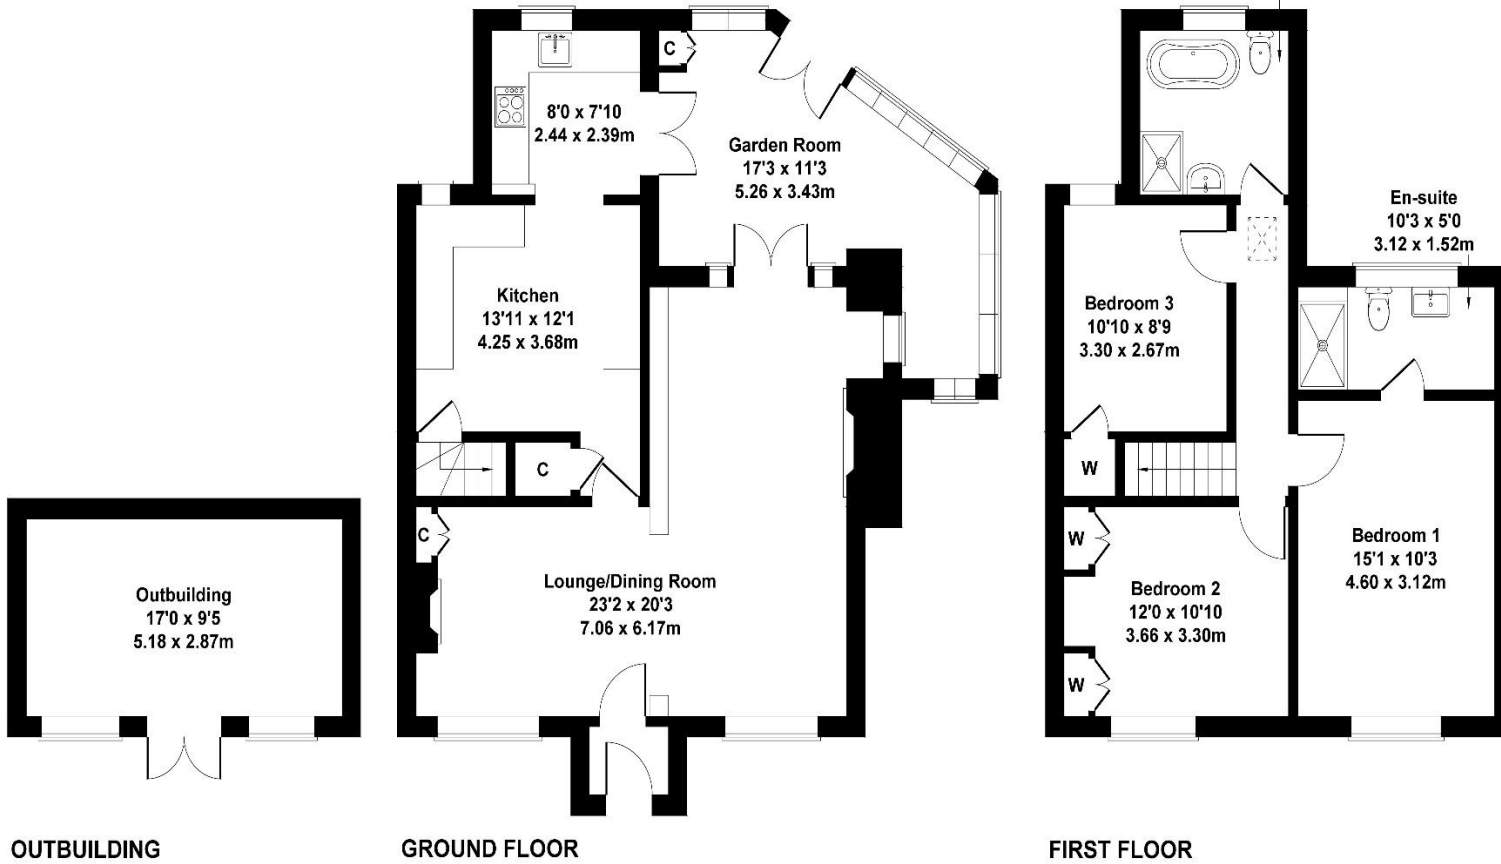 C
8'0 x 7'10
2.44 x 2.39m
Garden Room
17'3 x 11'3
5.26 x 3.43m
Kitchen
13'11 x 12'1
4.25 x 3.68m
C
C
Lounge/Dining Room
23'2 x 20'3
7.06 x 6.17m
Outbuilding
17'0 x 9'5
5.18 x 2.87m
En-suite
10'3 x 5'0
3.12 x 1.52m
Bedroom 3
10'10 x 8'9
3.30 x 2.67m
W
W
Bedroom 1
15'1 x 10'3
4.60 x 3.12m
Bedroom 2
12'0 x 10'10
3.66 x 3.30m
W
OUTBUILDING
GROUND FLOOR
FIRST FLOOR